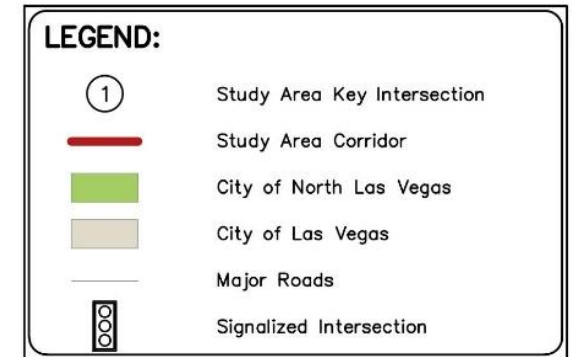 LEGEND:
1 Study Area Key Intersection
Study Area Corridor
City of North Las Vegas
City of Las Vegas
Major Roads
Signalized Intersection